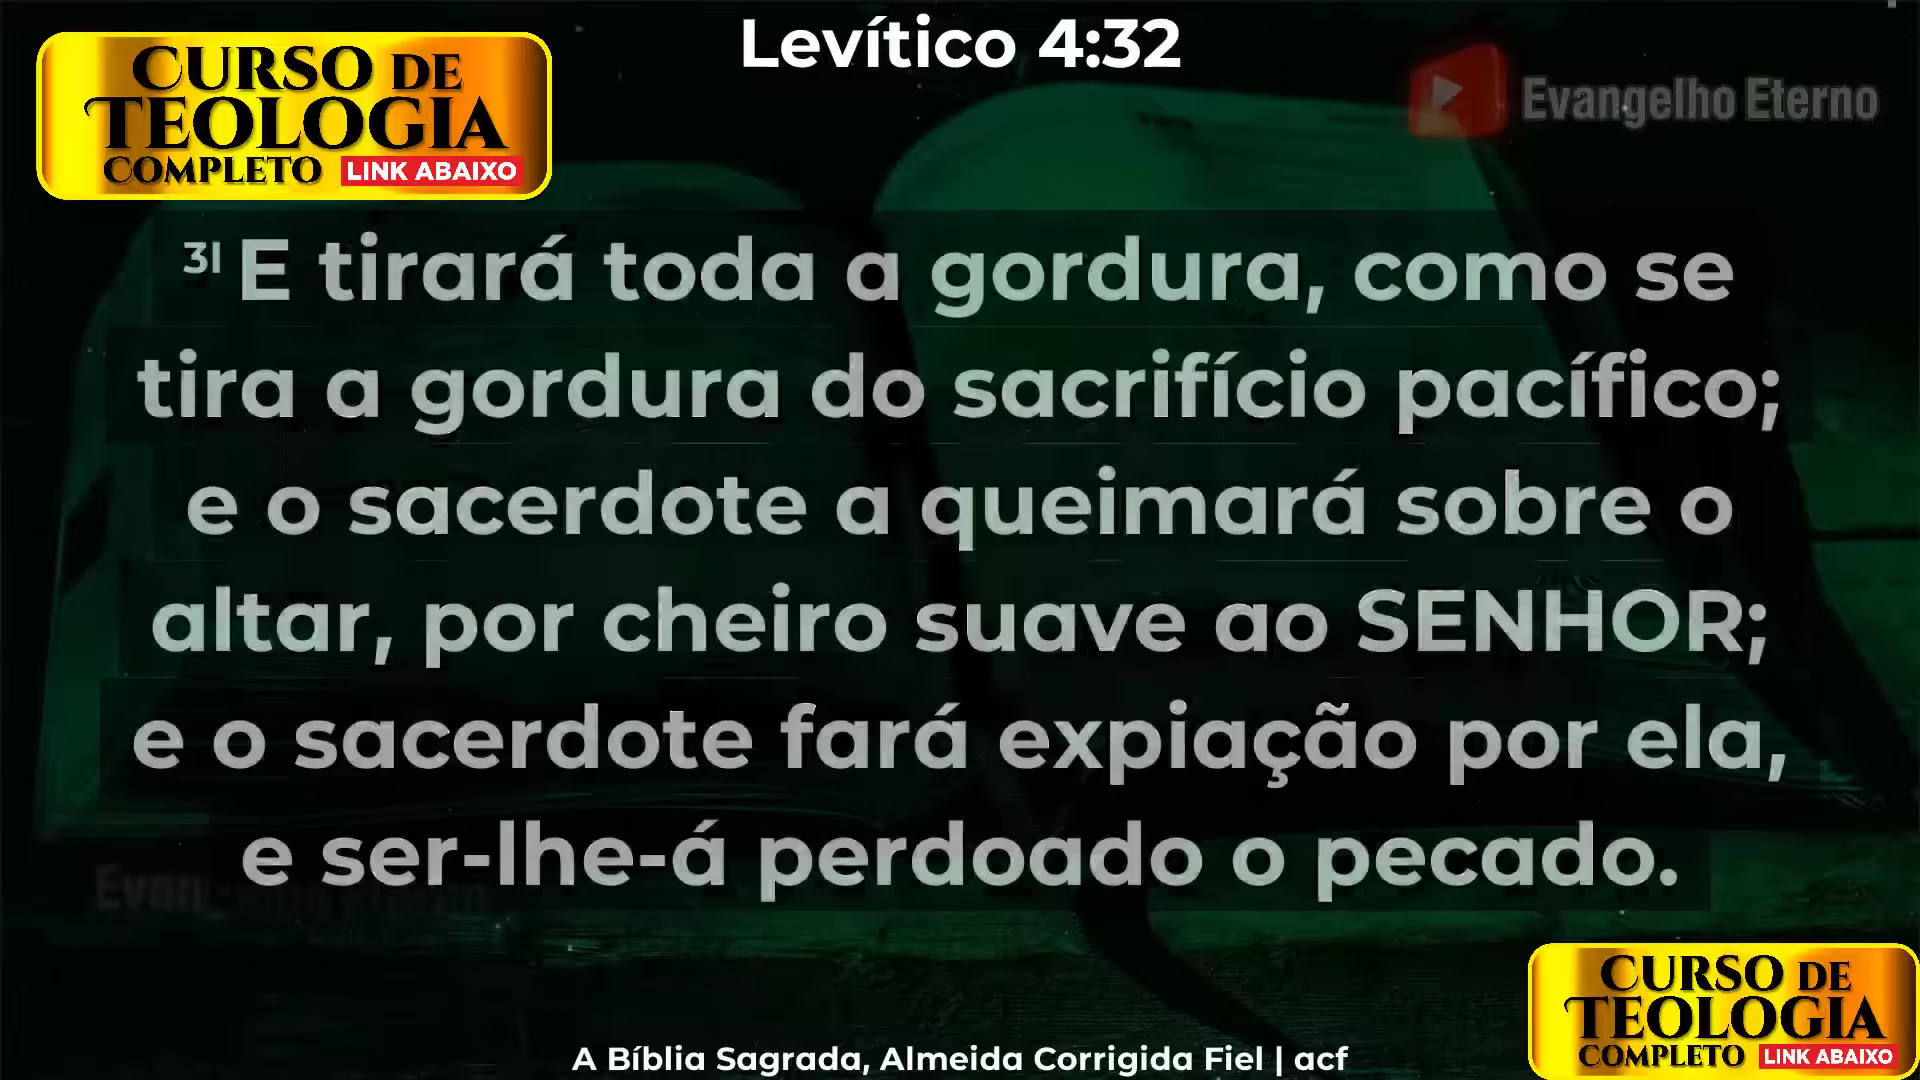 Levítico 4:32
CURSO DE
TEOLOGIA
COMPLETO LINK ABAIXO
Evangelho Eterno
31 E tirará toda a gordura, como se
tira a gordura do sacrifício pacífico;
e o sacerdote a queimará sobre o
altar, por cheiro suave ao SENHOR;
e o sacerdote fará expiação por ela,
e ser-lhe-á perdoado o pecado.
CURSO DE
TEOLOGIA
COMPLETO LINK ABAIXO
A Bíblia Sagrada, Almeida Corrigida Fiel | acf